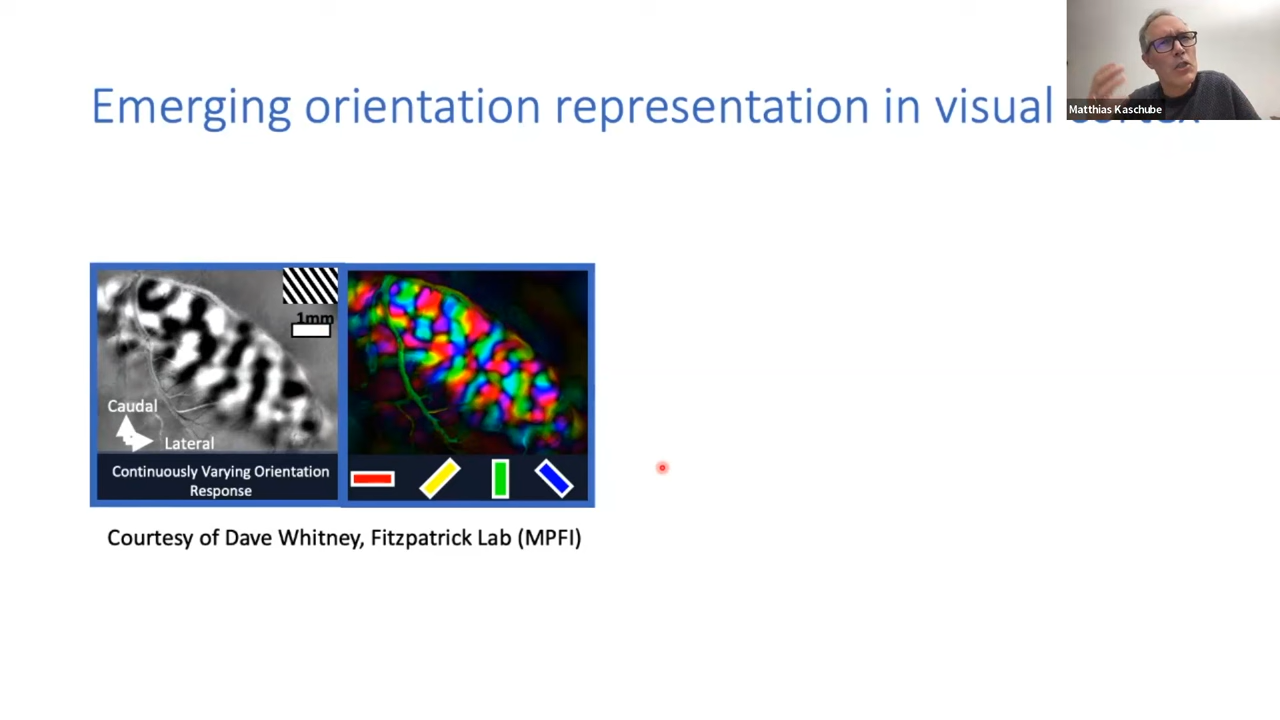 Emerging orientation representation in visual
Matthias Kaschube
1mm
Caudal
Lateral
Continuously Varying Orientation
Response
Courtesy of Dave Whitney, Fitzpatrick Lab (MPFI)